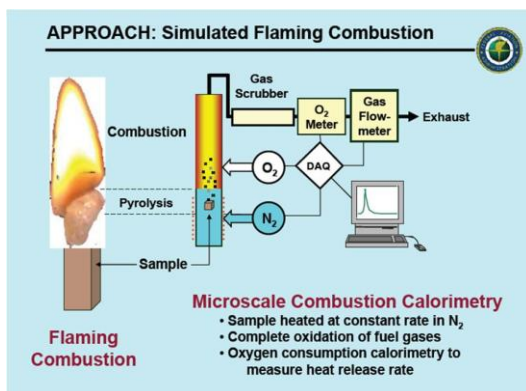 APPROACH: Simulated Flaming Combustion
Gas
Scrubber
O2
Meter
Gas
Flow-
meter
Exhaust
Combustion
O2
DAQ
Pyrolysis
N2
Sample
Flaming
Combustion
Microscale Combustion Calorimetry
• Sample heated at constant rate in N2
• Complete oxidation of fuel gases
• Oxygen consumption calorimetry to
measure heat release rate